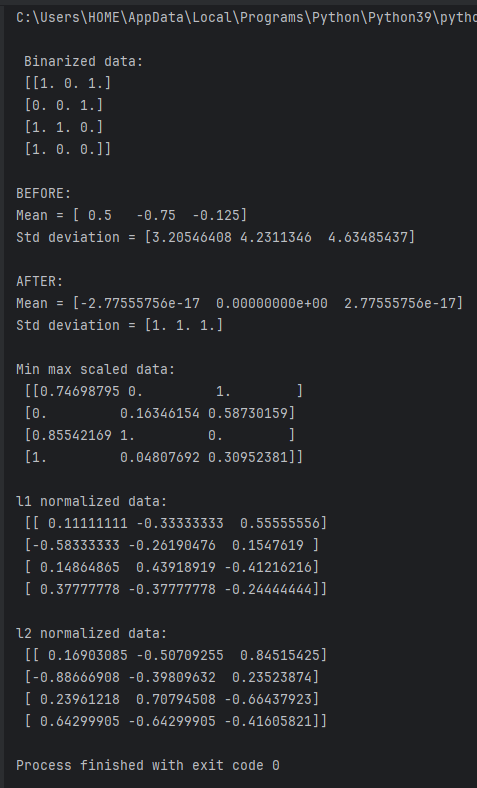 C:\Users\HOME\AppData\Local\Programs\Python\Python39\pytho
Binarized data:
[[1. 0. 1.]
[0. 0. 1.]
[1. 1. 0.]
[1. 0. 0.]]
BEFORE:
Mean = [ 0.5   -0.75  -0.125]
Std deviation = [3.20546408 4.2311346  4.63485437]
AFTER:
Mean = [-2.77555756e-17  0.00000000e+00  2.77555756e-17]
Std deviation = [1. 1. 1.]
Min max scaled data:
[[0.74698795 0.         1.        ]
[0.         0.16346154 0.58730159]
[0.85542169 1.         0.        ]
[1.         0.04807692 0.30952381]]
l1 normalized data:
[[ 0.11111111 -0.33333333  0.55555556]
[-0.58333333 -0.26190476  0.1547619 ]
[ 0.14864865  0.43918919 -0.41216216]
[ 0.37777778 -0.37777778 -0.24444444]]
l2 normalized data:
[[ 0.16903085 -0.50709255  0.84515425]
[-0.88666908 -0.39809632  0.23523874]
[ 0.23961218  0.70794508 -0.66437923]
[ 0.64299905 -0.64299905 -0.41605821]]
Process finished with exit code 0